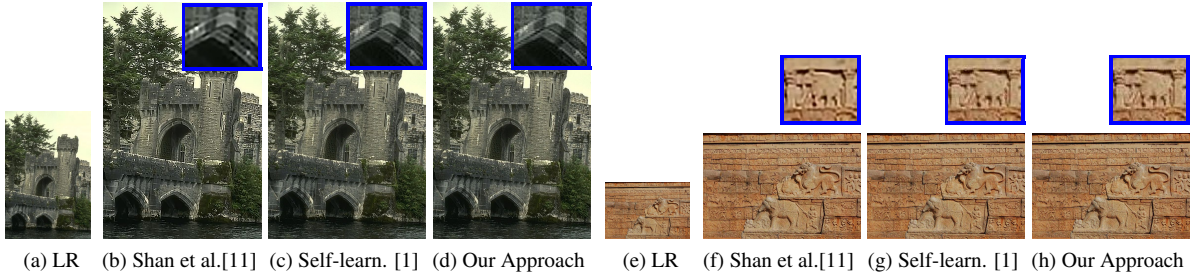 (a) LR (b) Shan et al.[11] (c) Self-learn. [1] (d) Our Approach (e) LR (f) Shan et al.[11] (g) Self-learn. [1] (h) Our Approach